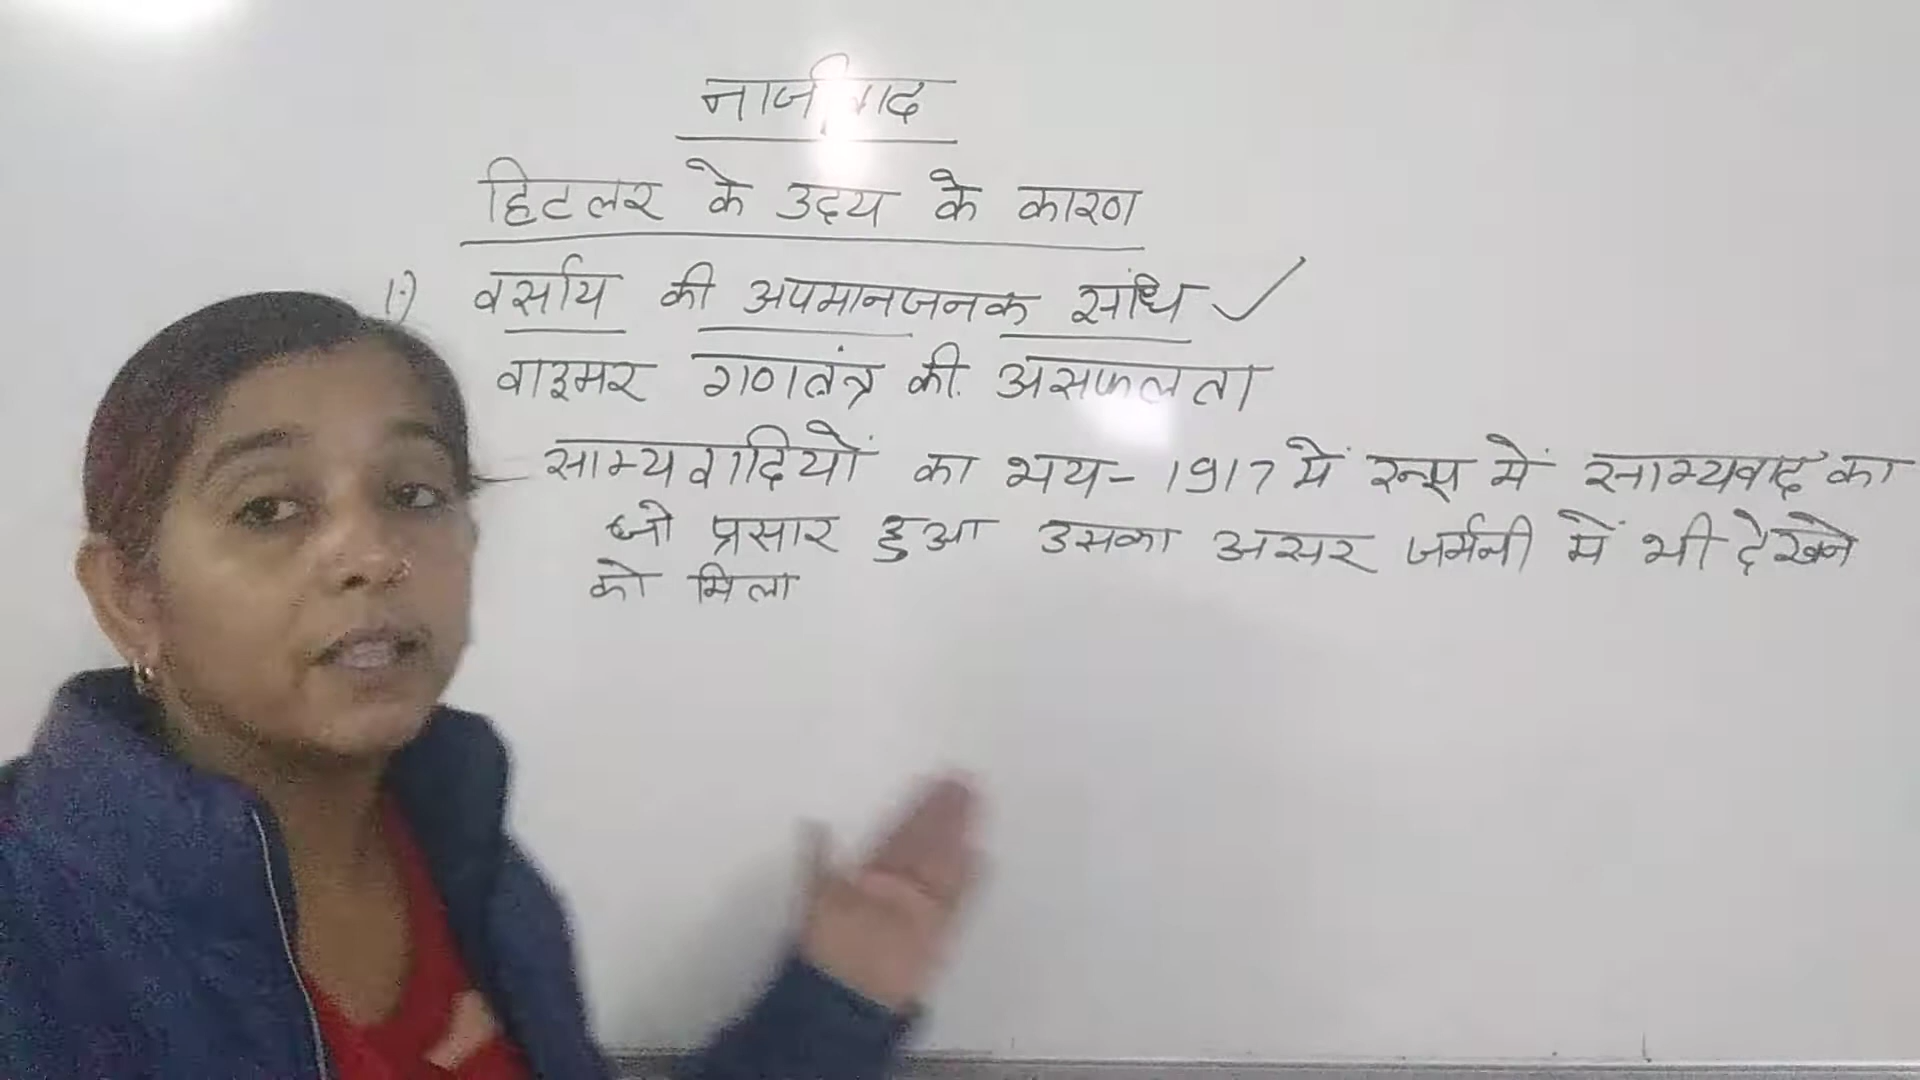 नाजीवाद
हिटलर के उदय के कारण
1.) वर्साय की अपमानजनक संधि ✓
वाइमर गणतंत्र की असफलता
साम्यवादियों का भय - 1917 में रूस में साम्यवाद का
जो प्रसार हुआ उसका असर जर्मनी में भी देखने
को मिला